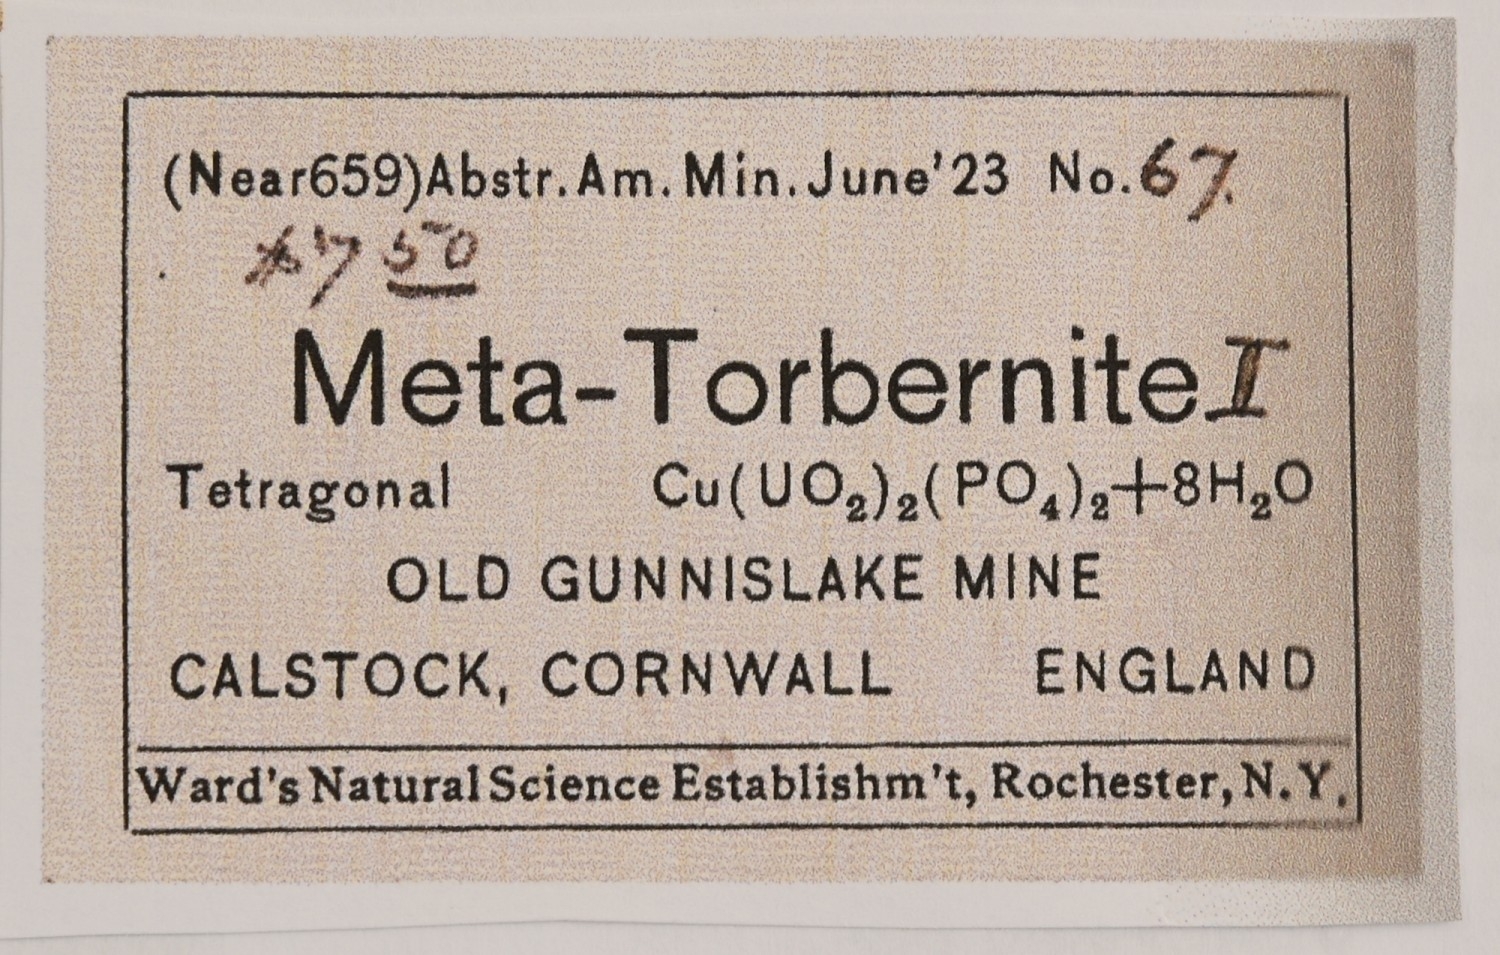 (Near659)Abstr.Am.Min.June'23 No.67.
$7 50
Meta-Torbernite I
Tetragonal Cu(UO₂)₂(PO₄)₂+8H₂O
OLD GUNNISLAKE MINE
CALSTOCK, CORNWALL ENGLAND
Ward's Natural Science Establishm't, Rochester, N.Y.